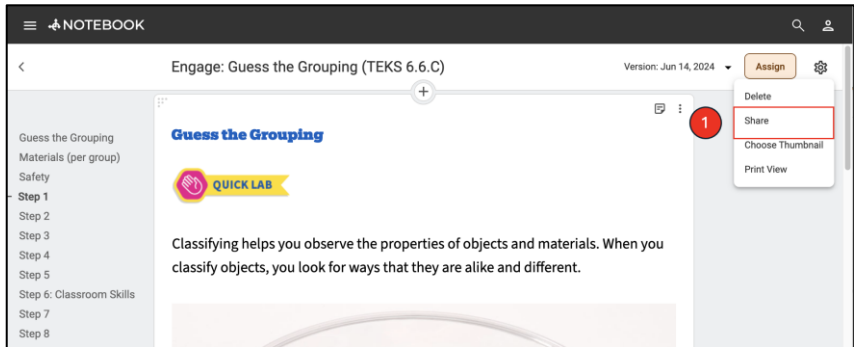 NOTEBOOK
Engage: Guess the Grouping (TEKS 6.6.C)
Version: Jun 14, 2024
Assign
Delete
Share
Choose Thumbnail
Print View
1
Guess the Grouping
Materials (per group)
Safety
Step 1
Step 2
Step 3
Step 4
Step 5
Step 6: Classroom Skills
Step 7
Step 8
Guess the Grouping
QUICK LAB
Classifying helps you observe the properties of objects and materials. When you
classify objects, you look for ways that they are alike and different.